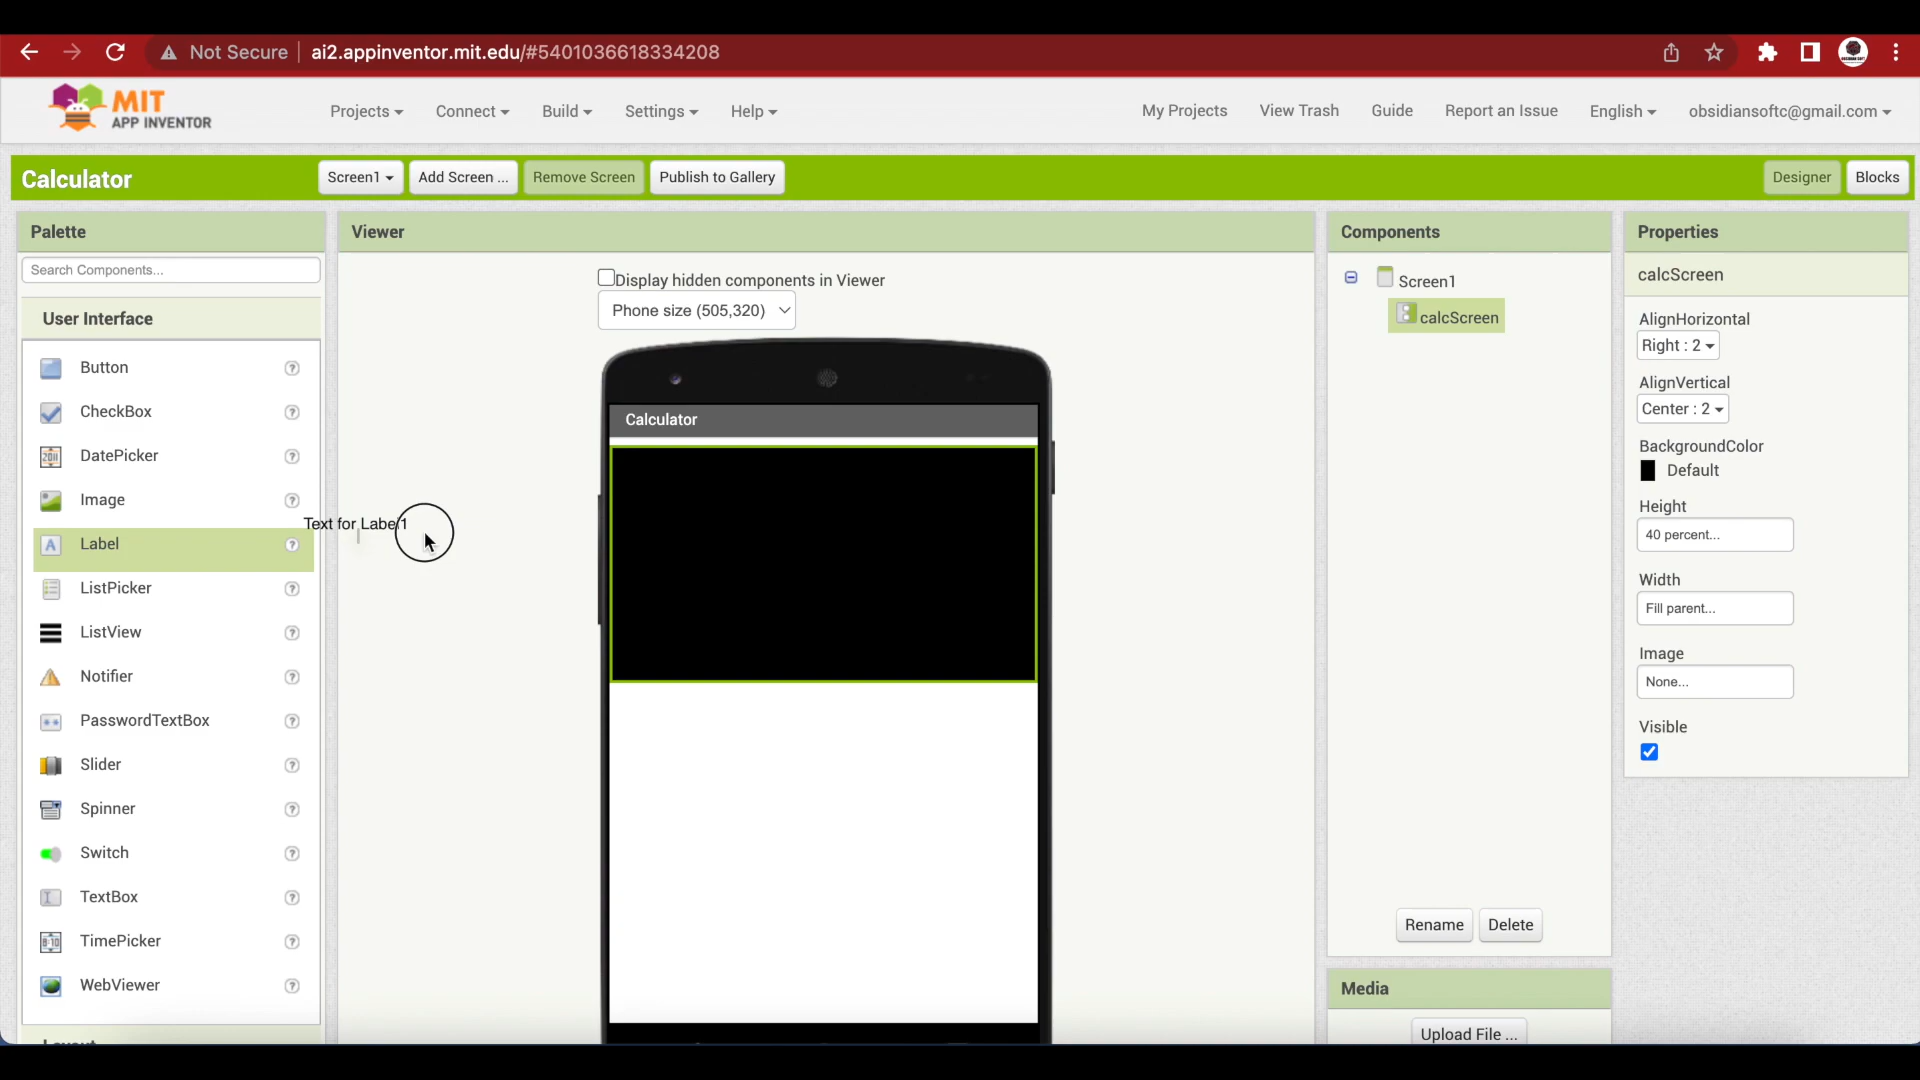 Not Secure
ai2.appinventor.mit.edu/#5401036618334208
MIT
APP INVENTOR
Projects
Connect
Build
Settings
Help
My Projects
View Trash
Guide
Report an Issue
English
obsidiansoftc@gmail.com
Calculator
Screen1
Add Screen ...
Remove Screen
Publish to Gallery
Designer
Blocks
Palette
Search Components...
User Interface
Button
CheckBox
DatePicker
Image
Label
ListPicker
ListView
Notifier
PasswordTextBox
Slider
Spinner
Switch
TextBox
TimePicker
WebViewer
Layout
Viewer
Display hidden components in Viewer
Phone size (505,320)
Calculator
Text for Label1
Components
Screen1
calcScreen
Rename
Delete
Media
Upload File ...
Properties
calcScreen
AlignHorizontal
Right : 2
AlignVertical
Center : 2
BackgroundColor
Default
Height
40 percent...
Width
Fill parent...
Image
None...
Visible